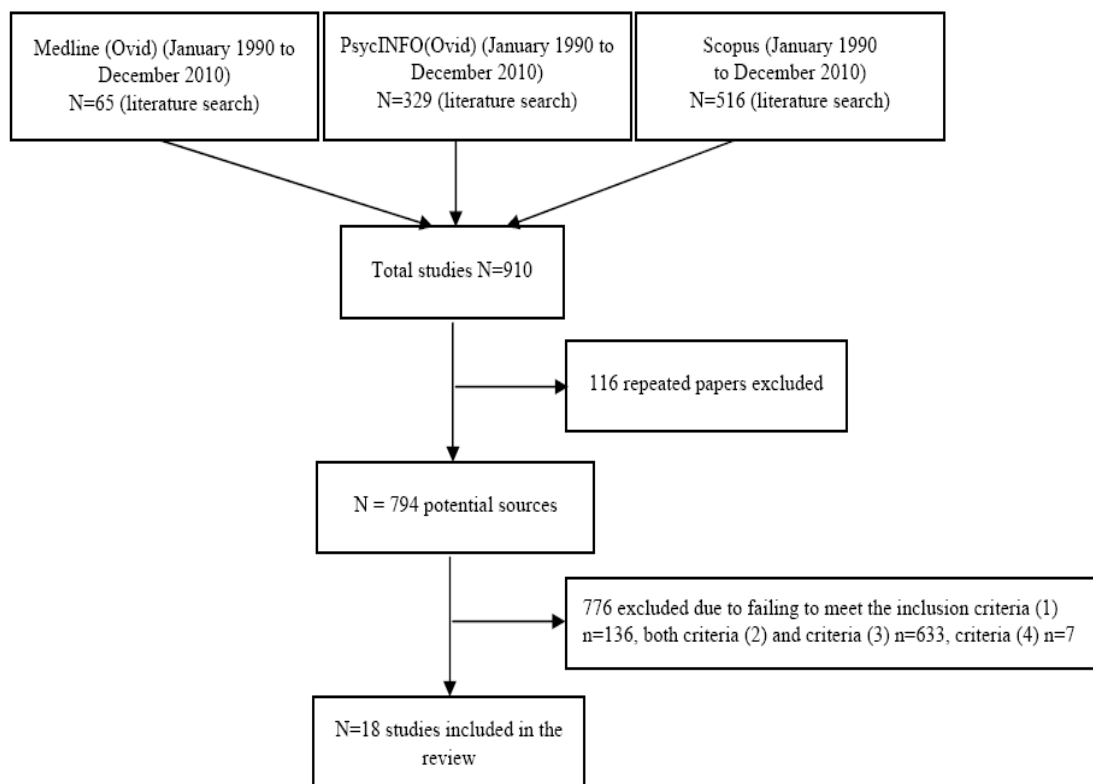 Medline (Ovid) (January 1990 to
December 2010)
N=65 (literature search)
PsycINFO(Ovid) (January 1990 to
December 2010)
N=329 (literature search)
Scopus (January 1990
to December 2010)
N=516 (literature search)
Total studies N=910
116 repeated papers excluded
N = 794 potential sources
776 excluded due to failing to meet the inclusion criteria (1)
n=136, both criteria (2) and criteria (3) n=633, criteria (4) n=7
N=18 studies included in the
review